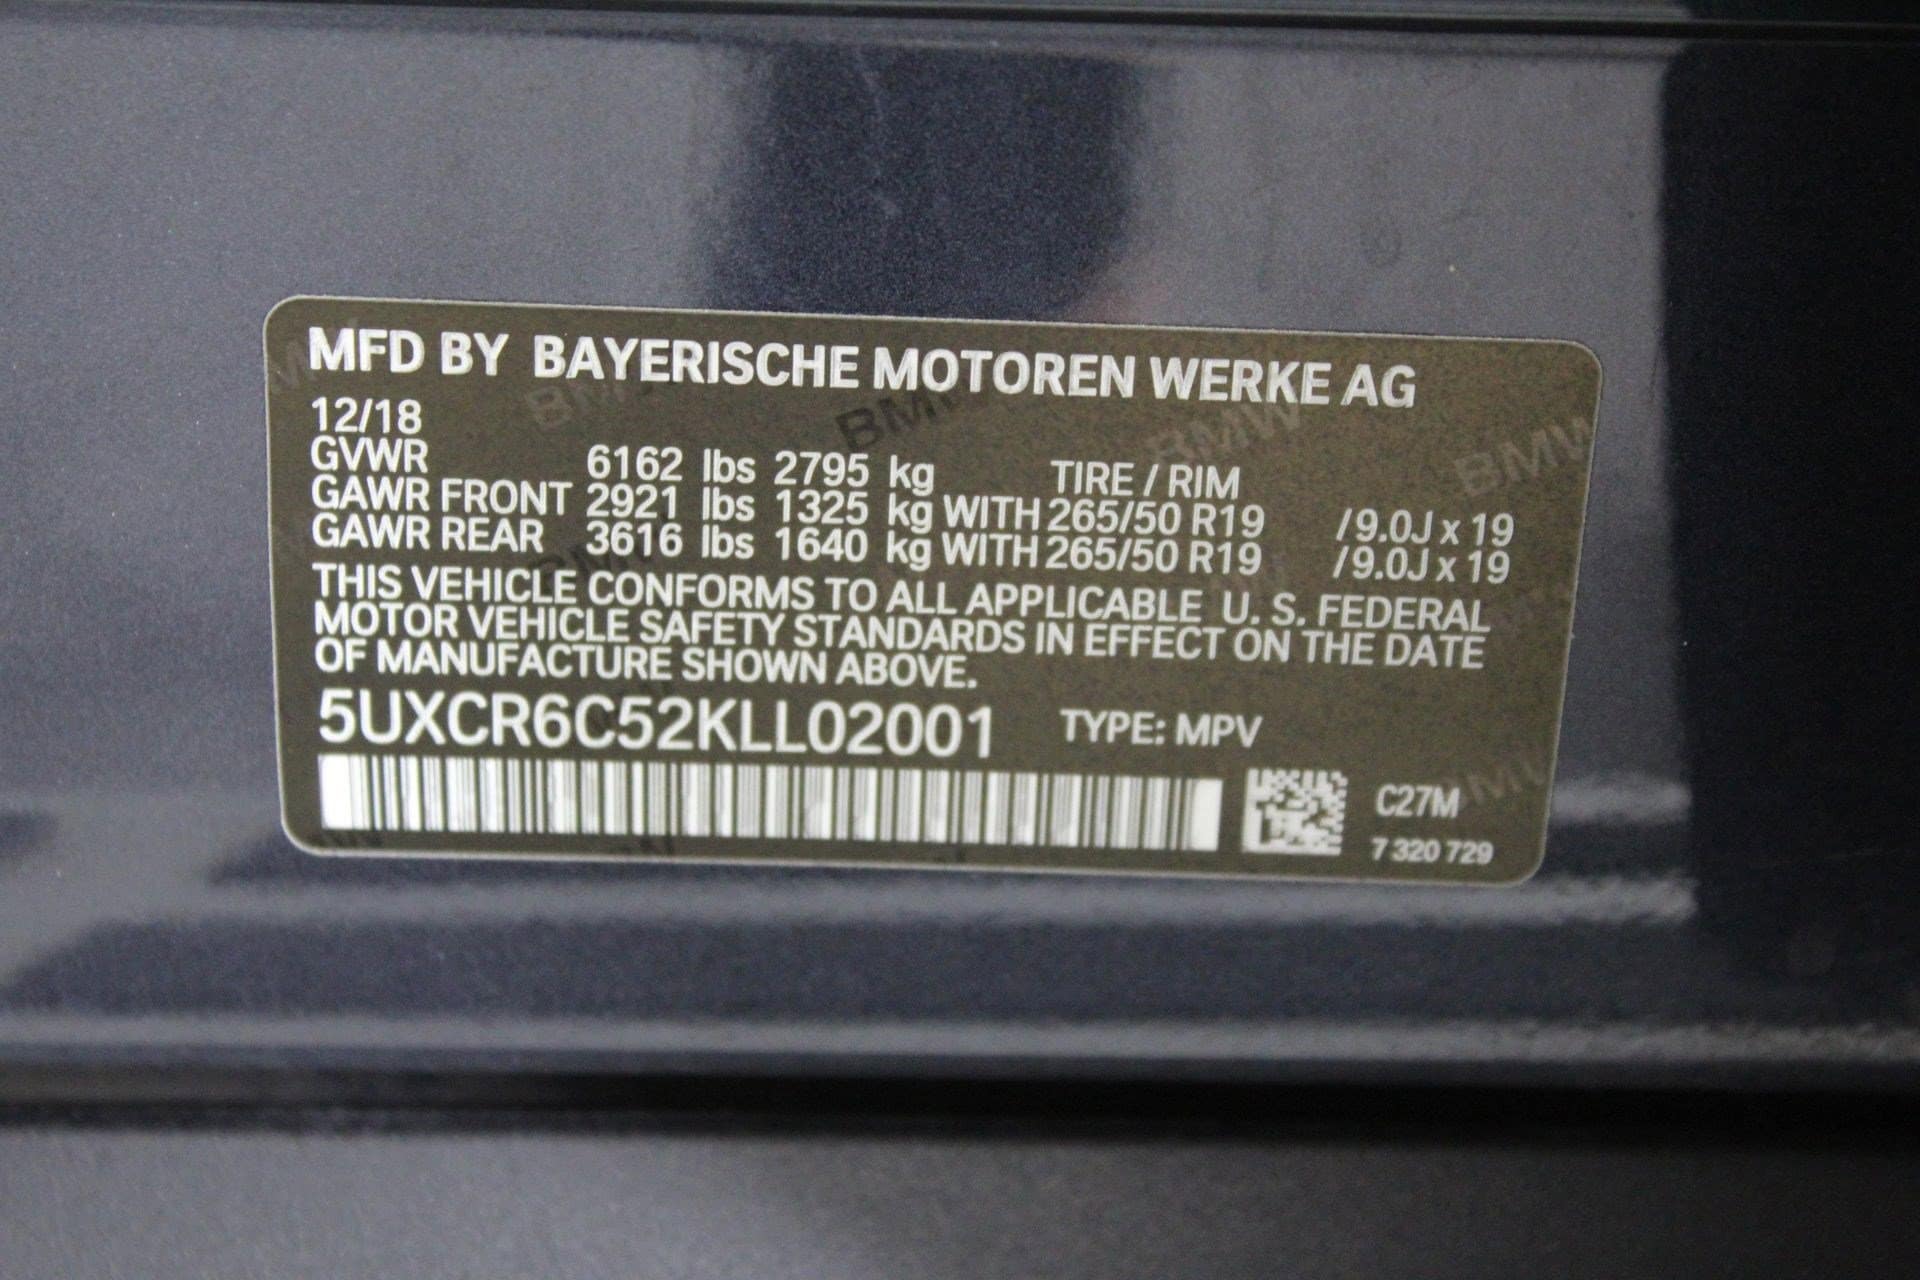 MFD BY BAYERISCHE MOTOREN WERKE AG
12/18
GVWR 6162 lbs 2795 kg TIRE / RIM
GAWR FRONT 2921 lbs 1325 kg WITH 265/50 R19 /9.0J x 19
GAWR REAR 3616 lbs 1640 kg WITH 265/50 R19 /9.0J x 19
THIS VEHICLE CONFORMS TO ALL APPLICABLE U. S. FEDERAL
MOTOR VEHICLE SAFETY STANDARDS IN EFFECT ON THE DATE
OF MANUFACTURE SHOWN ABOVE.
5UXCR6C52KLL02001 TYPE: MPV
C27M
7 320 729